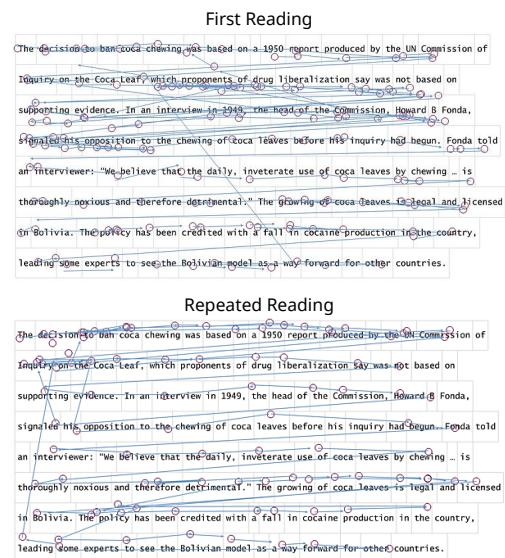 First Reading
The decision to ban coca chewing was based on a 1950 report produced by the UN Commission of
Inquiry on the Coca Leaf, which proponents of drug liberalization say was not based on
supporting evidence. In an interview in 1949, the head of the Commission, Howard B Fonda,
signaled his opposition to the chewing of coca leaves before his inquiry had begun. Fonda told
an interviewer: "We believe that the daily, inveterate use of coca leaves by chewing … is
thoroughly noxious and therefore detrimental." The growing of coca leaves is legal and licensed
in Bolivia. The policy has been credited with a fall in cocaine production in the country,
leading some experts to see the Bolivian model as a way forward for other countries.
Repeated Reading
The decision to ban coca chewing was based on a 1950 report produced by the UN Commission of
Inquiry on the Coca Leaf, which proponents of drug liberalization say was not based on
supporting evidence. In an interview in 1949, the head of the Commission, Howard B Fonda,
signaled his opposition to the chewing of coca leaves before his inquiry had begun. Fonda told
an interviewer: "We believe that the daily, inveterate use of coca leaves by chewing … is
thoroughly noxious and therefore detrimental." The growing of coca leaves is legal and licensed
in Bolivia. The policy has been credited with a fall in cocaine production in the country,
leading some experts to see the Bolivian model as a way forward for other countries.